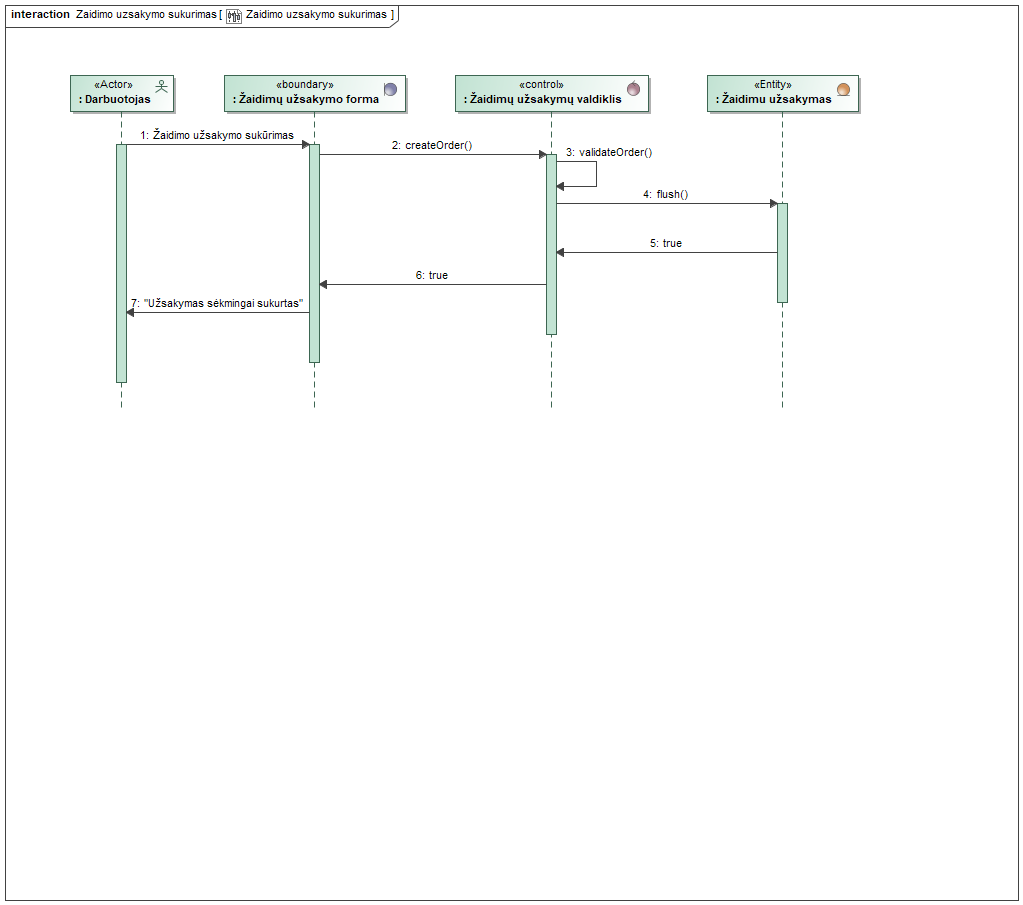 interaction Zaidimo uzsakymo sukurimas [ Zaidimo uzsakymo sukurimas ]
«Actor»
: Darbuotojas
«boundary»
: Žaidimų užsakymo forma
«control»
: Žaidimų užsakymų valdiklis
«Entity»
: Žaidimu užsakymas
1: Žaidimo užsakymo sukūrimas
2: createOrder()
3: validateOrder()
4: flush()
5: true
6: true
7: "Užsakymas sėkmingai sukurtas"